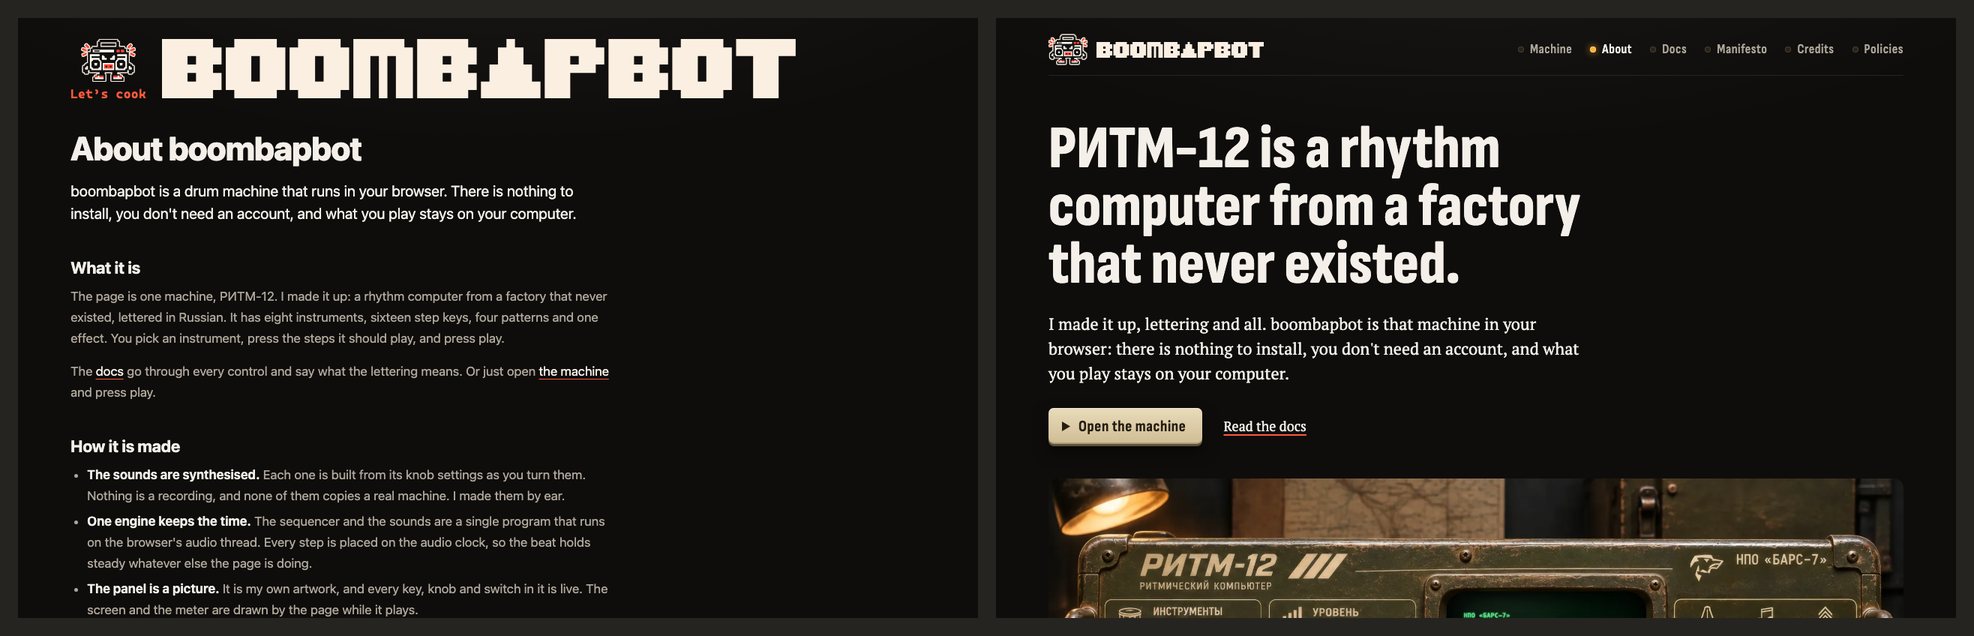 BOOMBAPBOT
Let's cook
About boombapbot
boombapbot is a drum machine that runs in your browser. There is nothing to
install, you don't need an account, and what you play stays on your computer.
What it is
The page is one machine, РИТМ-12. I made it up: a rhythm computer from a factory that never
existed, lettered in Russian. It has eight instruments, sixteen step keys, four patterns and one
effect. You pick an instrument, press the steps it should play, and press play.
The docs go through every control and say what the lettering means. Or just open the machine
and press play.
How it is made
• The sounds are synthesised. Each one is built from its knob settings as you turn them.
Nothing is a recording, and none of them copies a real machine. I made them by ear.
• One engine keeps the time. The sequencer and the sounds are a single program that runs
on the browser's audio thread. Every step is placed on the audio clock, so the beat holds
steady whatever else the page is doing.
• The panel is a picture. It is my own artwork, and every key, knob and switch in it is live. The
screen and the meter are drawn by the page while it plays.
BOOMBAPBOT
Machine About Docs Manifesto Credits Policies
РИТМ-12 is a rhythm
computer from a factory
that never existed.
I made it up, lettering and all. boombapbot is that machine in your
browser: there is nothing to install, you don't need an account, and what
you play stays on your computer.
Open the machine
Read the docs
РИТМ-12
РИТМИЧЕСКИЙ КОМПЬЮТЕР
НПО «БАРС-7»
ИНСТРУМЕНТЫ
УРОВЕНЬ
НПО «БАРС-7»